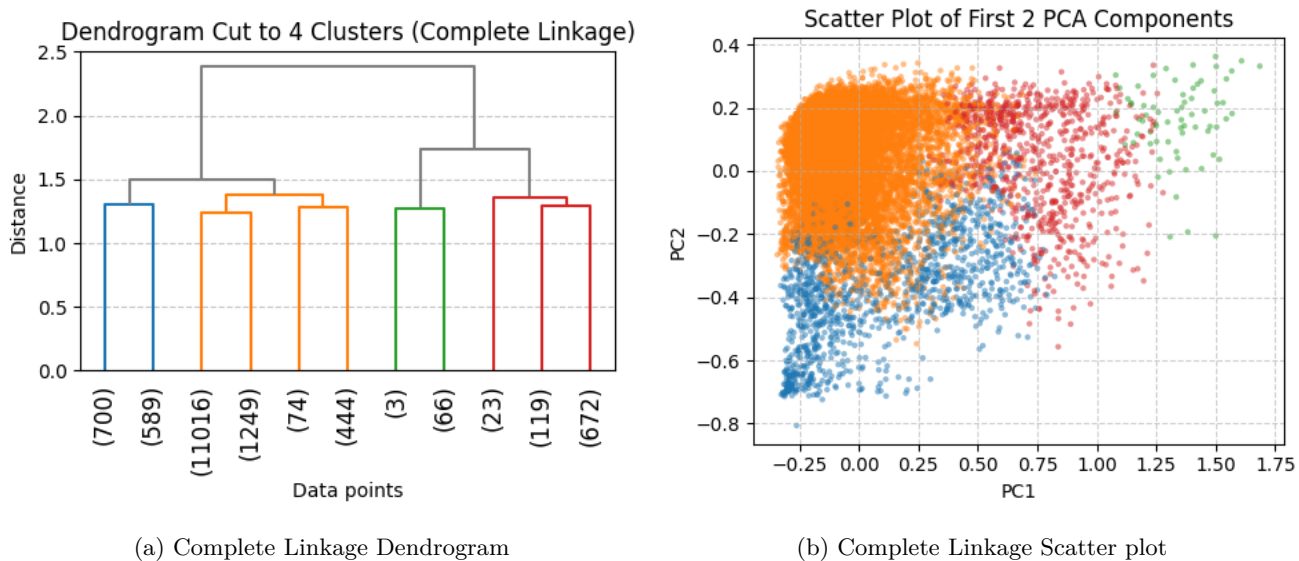 Dendrogram Cut to 4 Clusters (Complete Linkage)
2.5
2.0
1.5
1.0
0.5
0.0
Distance
(700)
(589)
(11016)
(1249)
(74)
(444)
(3)
(66)
(23)
(119)
(672)
Data points
(a) Complete Linkage Dendrogram
Scatter Plot of First 2 PCA Components
0.4
0.2
0.0
−0.2
−0.4
−0.6
−0.8
PC2
−0.25 0.00 0.25 0.50 0.75 1.00 1.25 1.50 1.75
PC1
(b) Complete Linkage Scatter plot